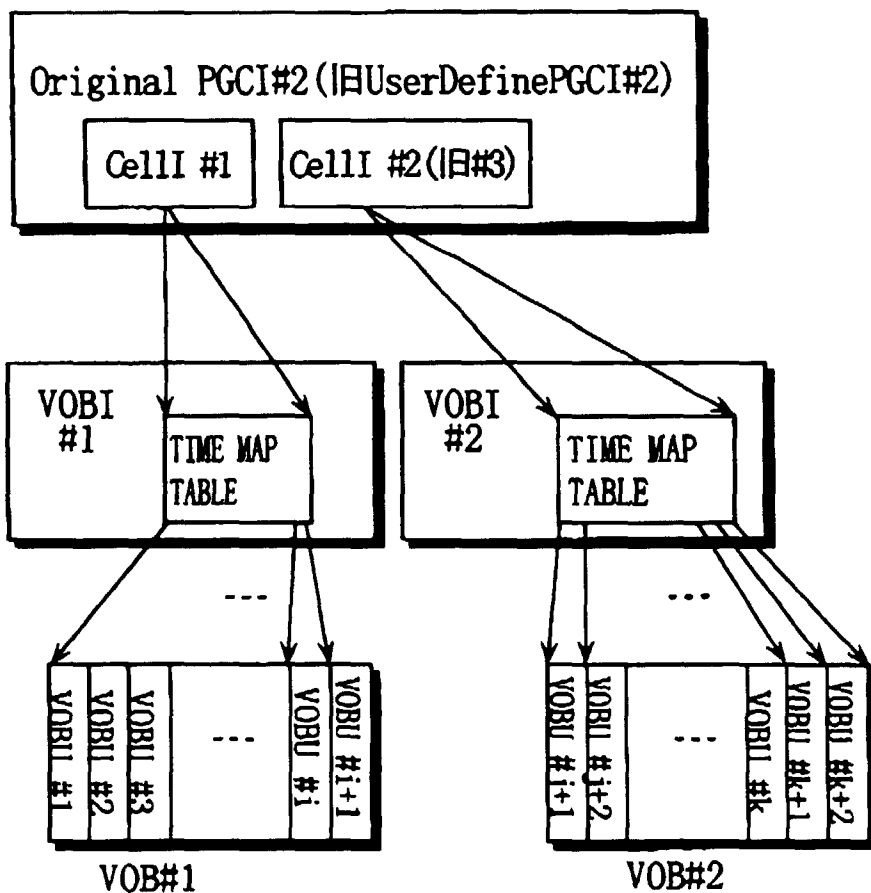 Original PGCI#2(旧UserDefinePGCI#2)
CellI #1
CellI #2(旧#3)
VOBI
#1
TIME MAP
TABLE
VOBI
#2
TIME MAP
TABLE
---
---
VOBU #1
VOBU #2
VOBU #3
---
VOBU #i
VOBU #i+1
VOBU #j+1
VOBU #j+2
---
VOBU #k
VOBU #k+1
VOBU #k+2
VOB#1
VOB#2